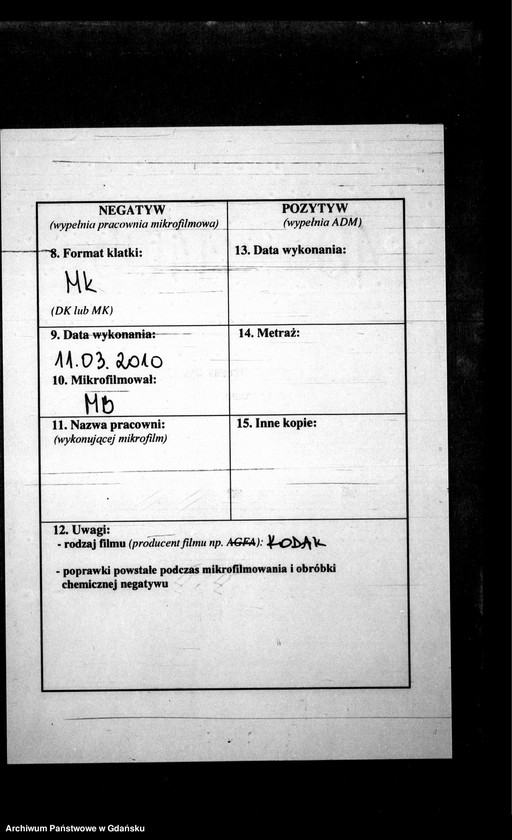 NEGATYW
(wypełnia pracownia mikrofilmowa)
8. Format klatki:
Mk
(DK lub MK)
9. Data wykonania:
11.03.2010
10. Mikrofilmował:
MB
11. Nazwa pracowni:
(wykonującej mikrofilm)
POZYTYW
(wypełnia ADM)
13. Data wykonania:
14. Metraż:
15. Inne kopie:
12. Uwagi:
- rodzaj filmu (producent filmu np. AGFA): KODAK
- poprawki powstałe podczas mikrofilmowania i obróbki
chemicznej negatywu
Archiwum Państwowe w Gdańsku